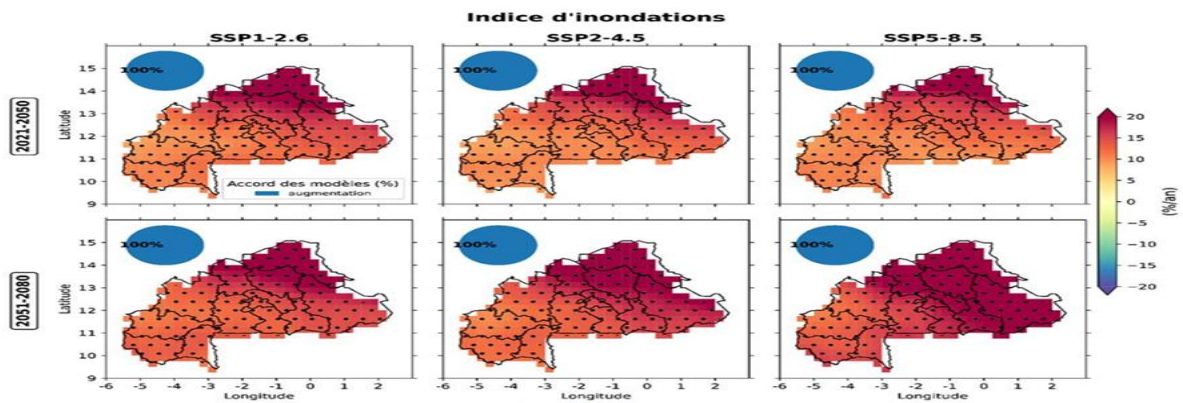 Indice d'inondations
SSP1-2.6 SSP2-4.5 SSP5-8.5
2021-2050
Latitude
15
14
13
12
11
10
9
100% 100% 100%
Accord des modèles (%)
augmentation
20
15
10
5
0
−5
−10
−15
−20
(%/an)
2051-2080
Latitude
15
14
13
12
11
10
9
100% 100% 100%
-6 -5 -4 -3 -2 -1 0 1 2
Longitude
-6 -5 -4 -3 -2 -1 0 1 2
Longitude
-6 -5 -4 -3 -2 -1 0 1 2
Longitude